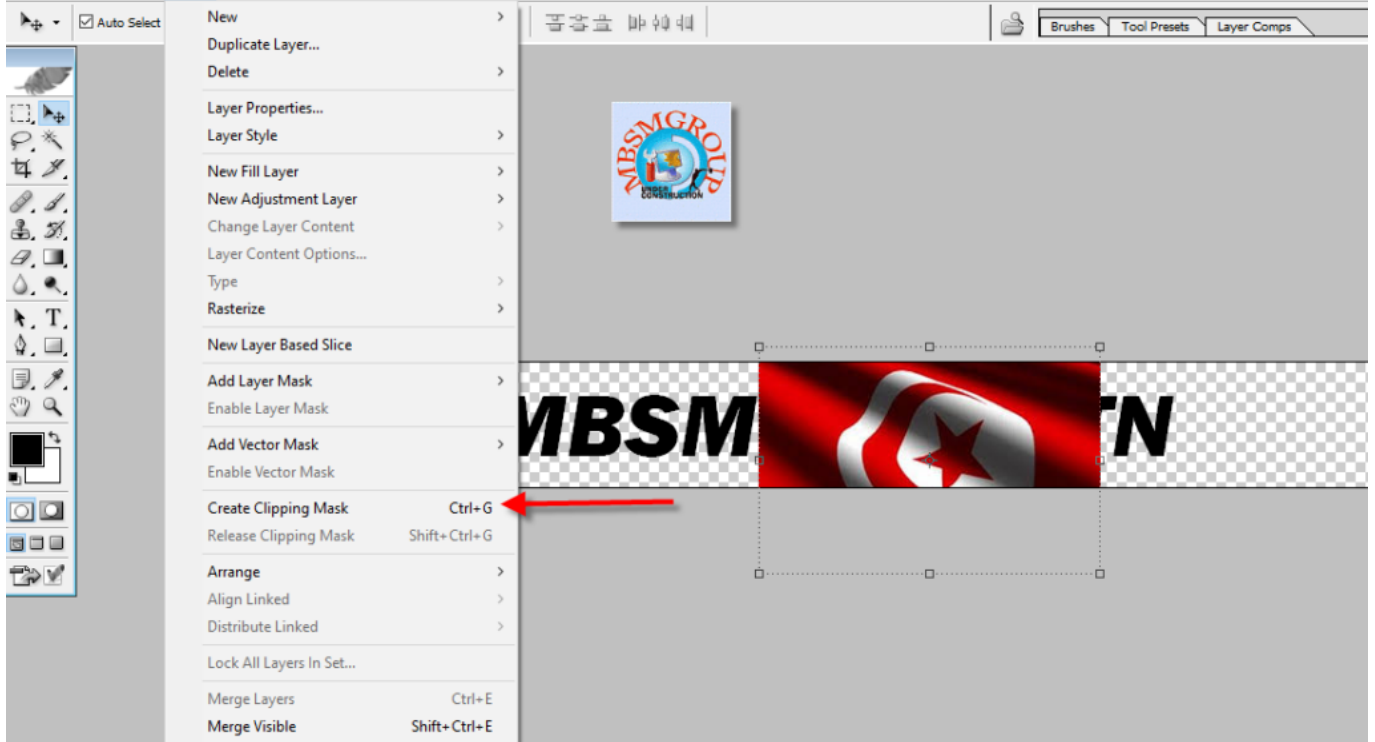 Auto Select
Brushes Tool Presets Layer Comps
New
Duplicate Layer...
Delete
Layer Properties...
Layer Style
New Fill Layer
New Adjustment Layer
Change Layer Content
Layer Content Options...
Type
Rasterize
New Layer Based Slice
Add Layer Mask
Enable Layer Mask
Add Vector Mask
Enable Vector Mask
Create Clipping Mask Ctrl+G
Release Clipping Mask Shift+Ctrl+G
Arrange
Align Linked
Distribute Linked
Lock All Layers In Set...
Merge Layers Ctrl+E
Merge Visible Shift+Ctrl+E
MBSMGROUP
UNDER
CONSTRUCTION
MBSM TN